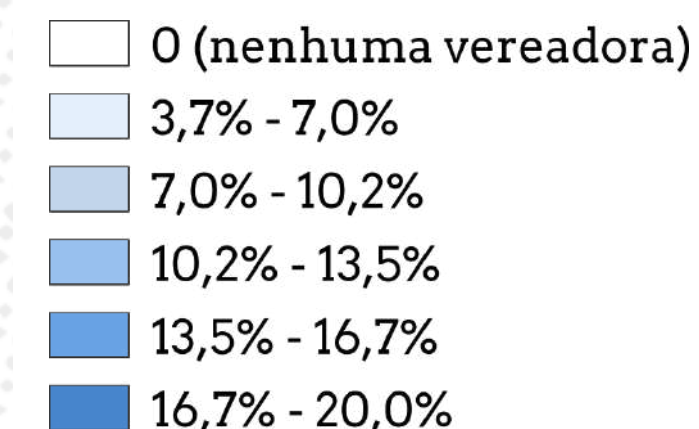 0 (nenhuma vereadora)
3,7% - 7,0%
7,0% - 10,2%
10,2% - 13,5%
13,5% - 16,7%
16,7% - 20,0%